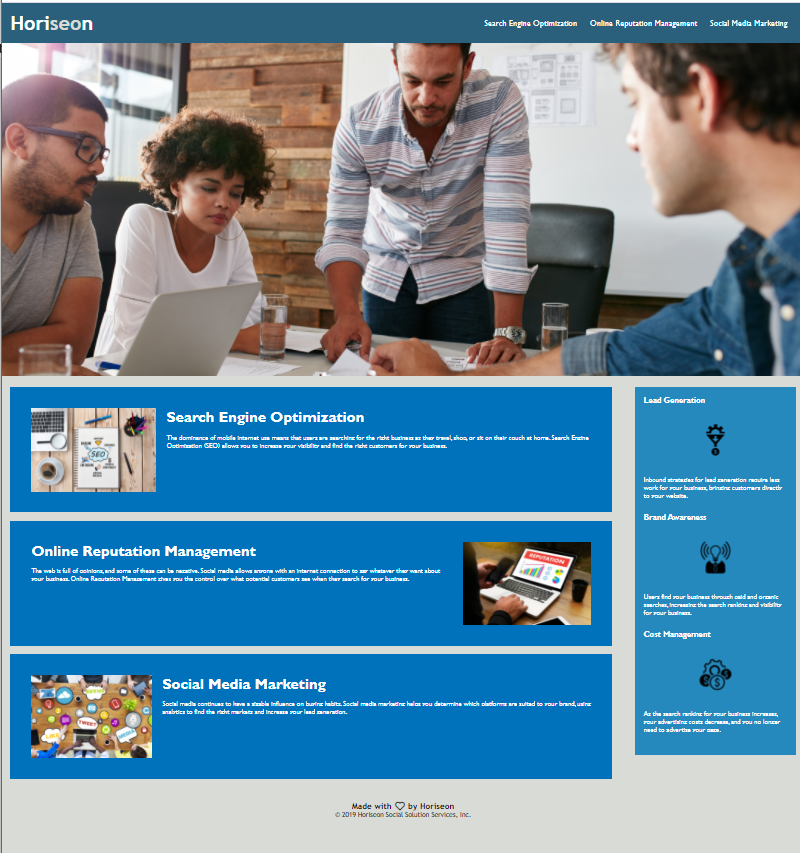 Horiseon
Search Engine Optimization Online Reputation Management Social Media Marketing
Search Engine Optimization
The dominance of mobile internet use means that users are searching for the right business as they travel, shop, or sit on their couch at home. Search Engine
Optimization (SEO) allows you to increase your visibility and find the right customers for your business.
SEO
Online Reputation Management
The web is full of opinions, and some of these can be negative. Social media allows anyone with an internet connection to say whatever they want about
your business. Online Reputation Management gives you the control over what potential customers see when they search for your business.
REPUTATION
Social Media Marketing
Social media continues to have a sizable influence on buying habits. Social media marketing helps you determine which platforms are suited to your brand, using
analytics to find the right markets and increase your lead generation.
TWEET
LIKE
MEDIA
Lead Generation
Inbound strategies for lead generation require less
work for your business, bringing customers directly
to your website.
Brand Awareness
Users find your business through paid and organic
searches, increasing the search ranking and visibility
for your business.
Cost Management
As the search ranking for your business increases,
your advertising costs decrease, and you no longer
need to advertise your page.
Made with ♡ by Horiseon
© 2019 Horiseon Social Solution Services, Inc.